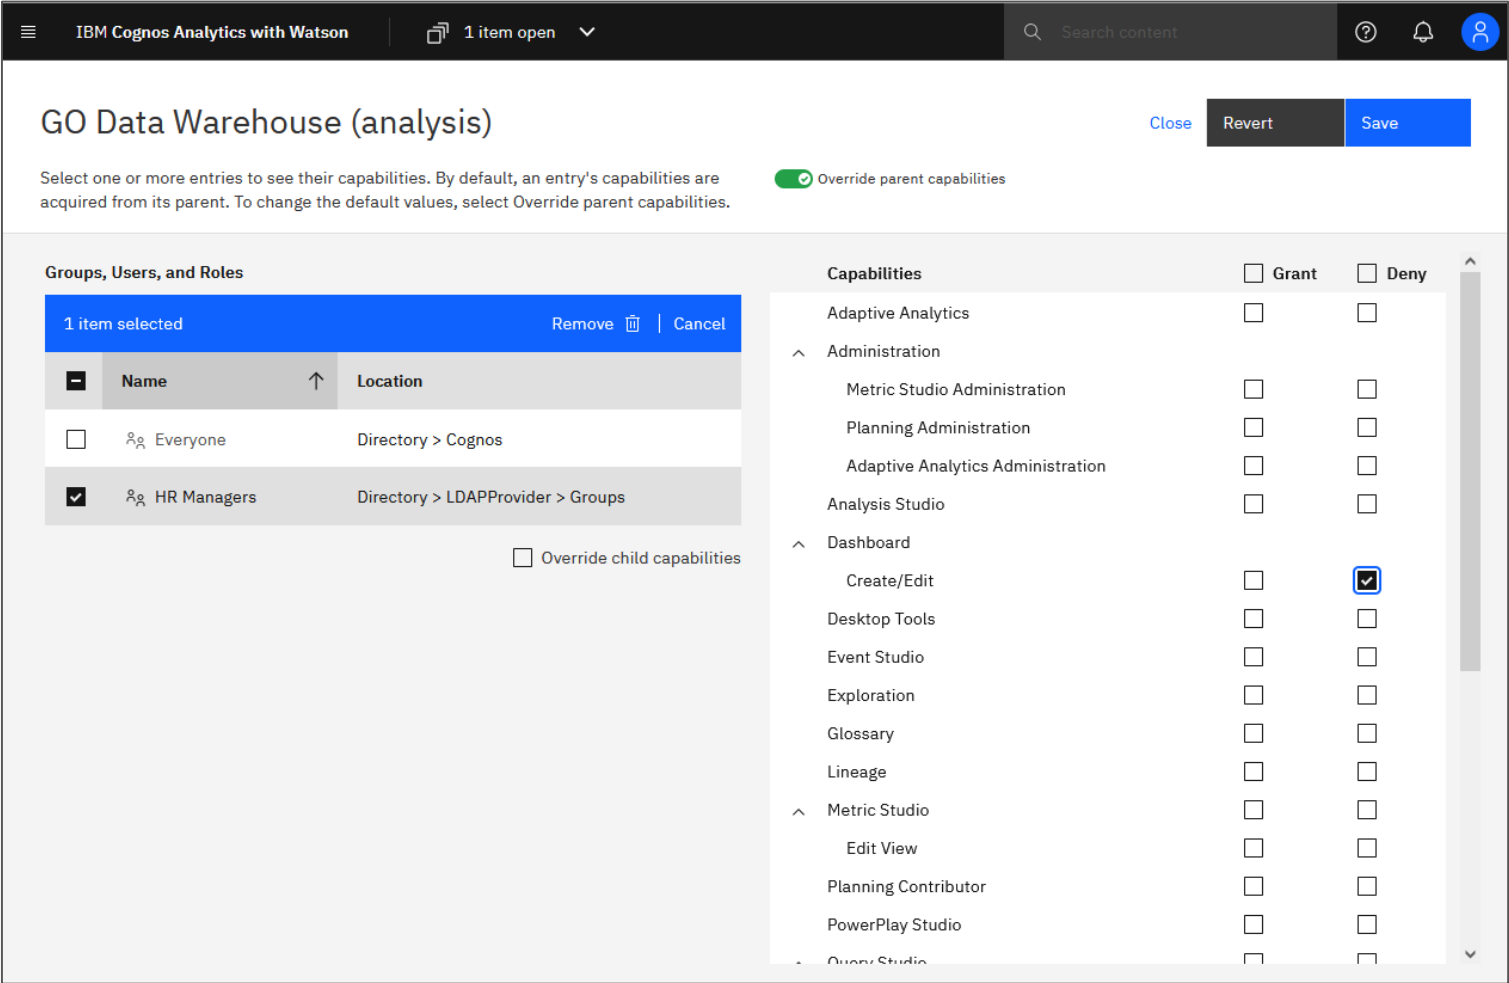 IBM Cognos Analytics with Watson
1 item open
Search content
GO Data Warehouse (analysis)
Close
Revert
Save
Select one or more entries to see their capabilities. By default, an entry's capabilities are
acquired from its parent. To change the default values, select Override parent capabilities.
Override parent capabilities
Groups, Users, and Roles
1 item selected
Remove
Cancel
Name
Location
Everyone
Directory > Cognos
HR Managers
Directory > LDAPProvider > Groups
Override child capabilities
Capabilities
Grant
Deny
Adaptive Analytics
Administration
Metric Studio Administration
Planning Administration
Adaptive Analytics Administration
Analysis Studio
Dashboard
Create/Edit
Desktop Tools
Event Studio
Exploration
Glossary
Lineage
Metric Studio
Edit View
Planning Contributor
PowerPlay Studio
Query Studio